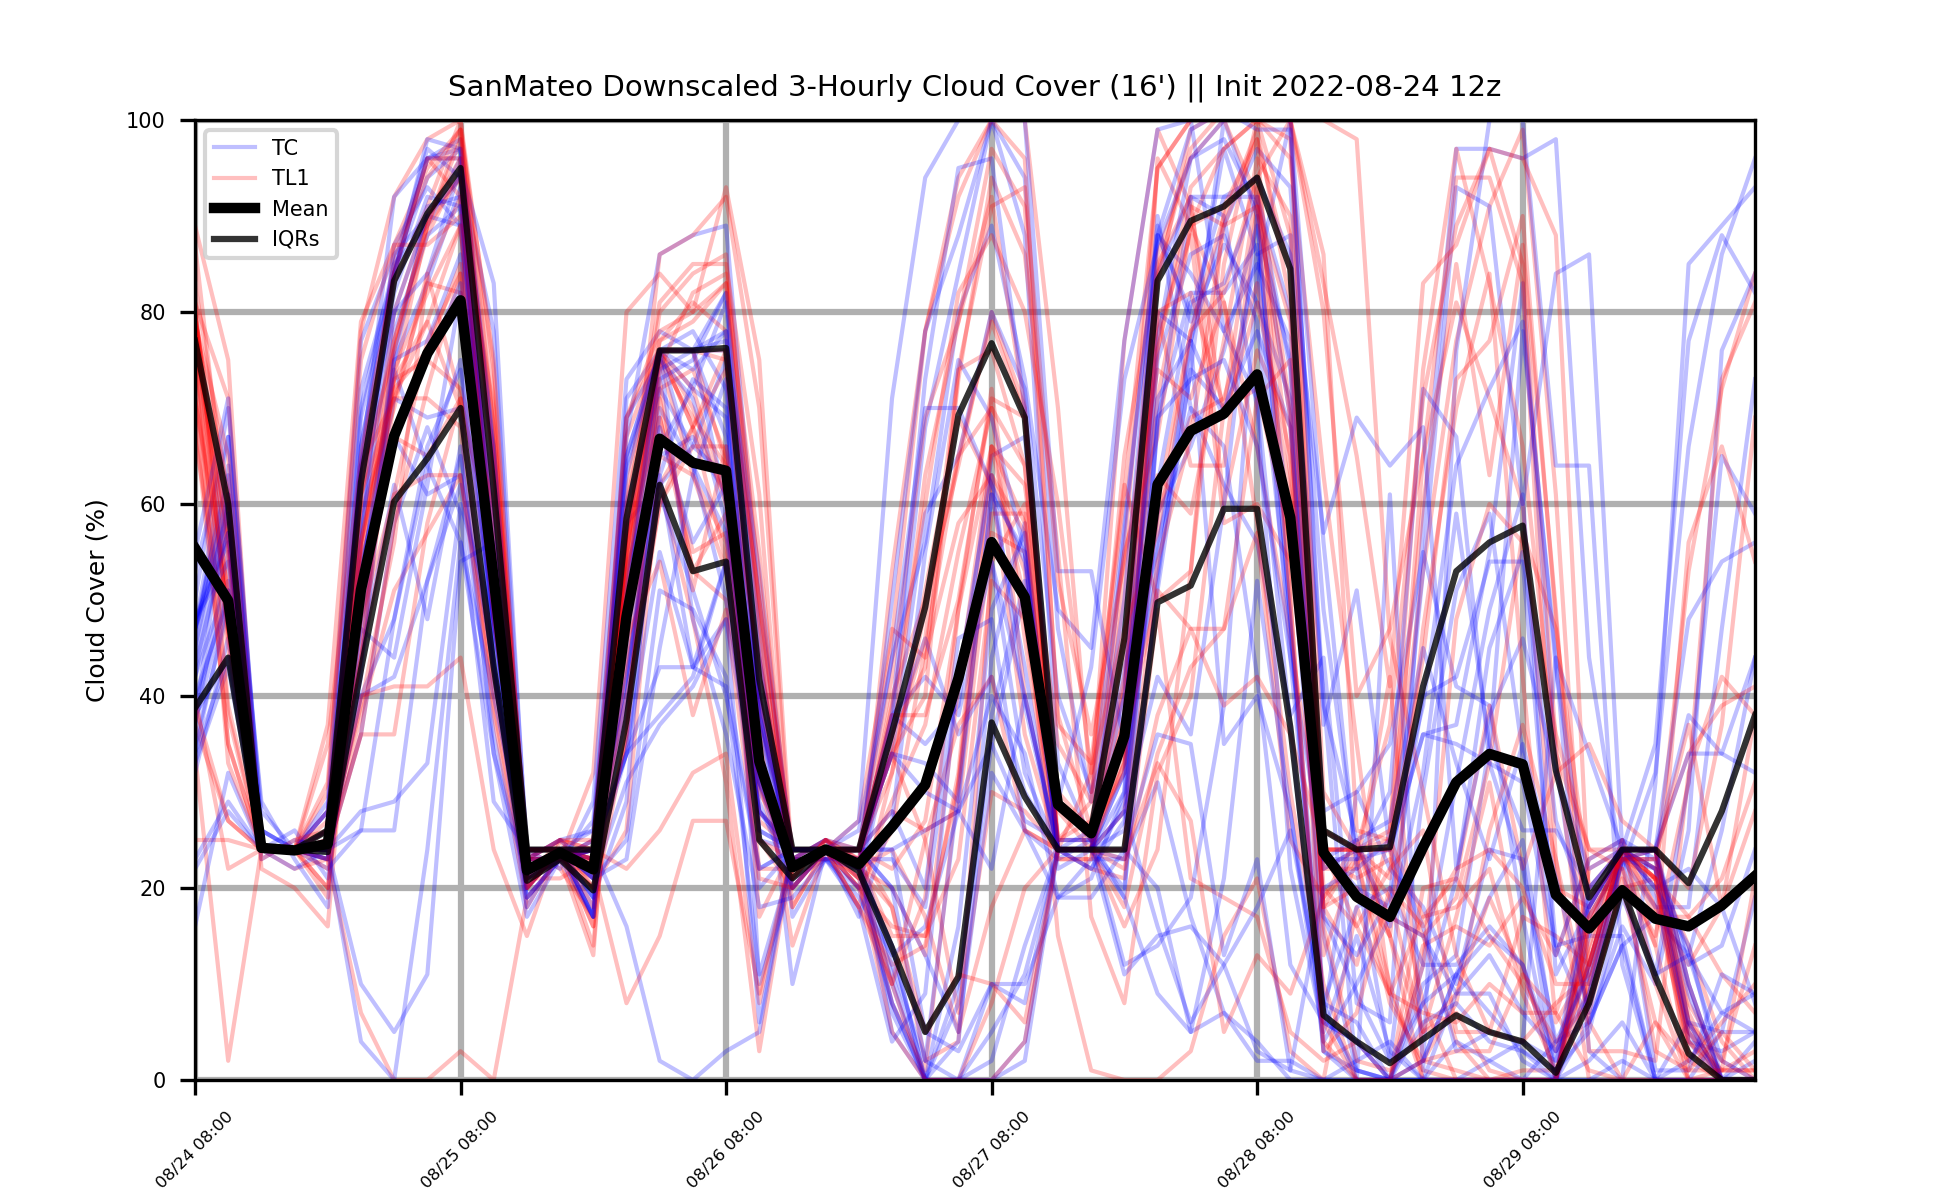 SanMateo Downscaled 3-Hourly Cloud Cover (16') || Init 2022-08-24 12z
TC
TL1
Mean
IQRs
Cloud Cover (%)
100
80
60
40
20
0
08/24 08:00
08/25 08:00
08/26 08:00
08/27 08:00
08/28 08:00
08/29 08:00